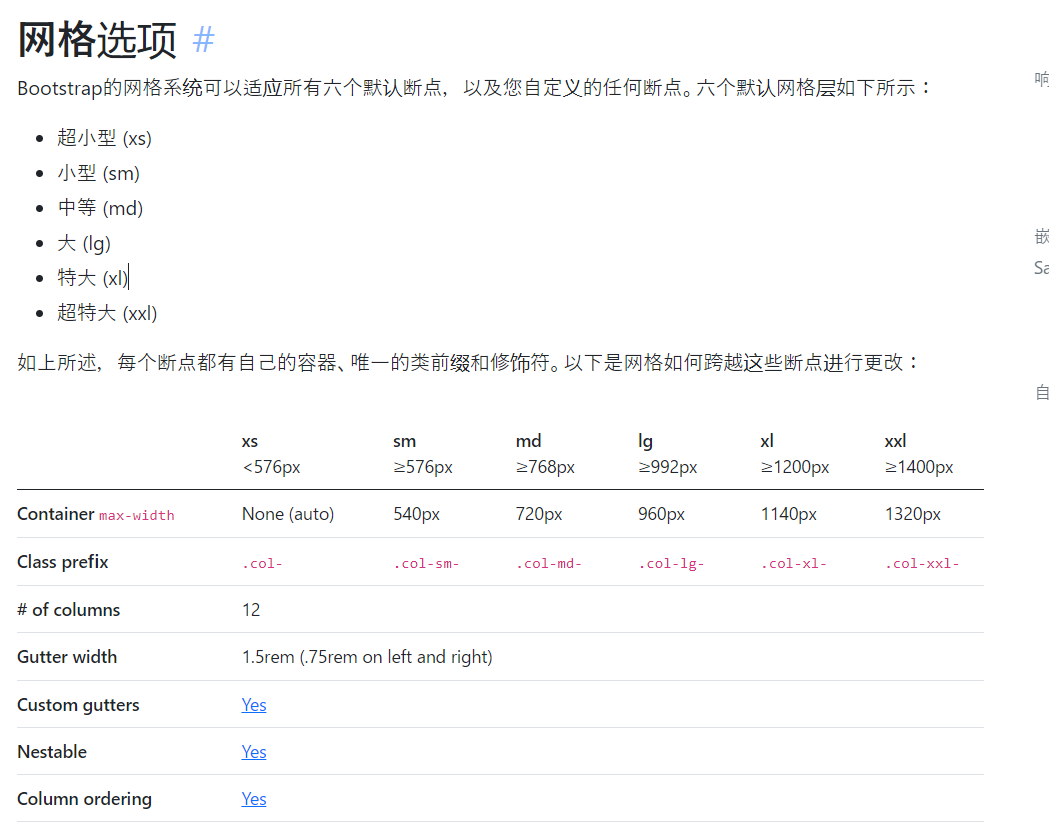 网格选项 #
Bootstrap的网格系统可以适应所有六个默认断点，以及您自定义的任何断点。六个默认网格层如下所示：
响
超小型 (xs)
小型 (sm)
中等 (md)
大 (lg)
特大 (xl)
超特大 (xxl)
嵌
Sa
如上所述，每个断点都有自己的容器、唯一的类前缀和修饰符。以下是网格如何跨越这些断点进行更改：
自
xs sm md lg xl xxl
<576px ≥576px ≥768px ≥992px ≥1200px ≥1400px
Container max-width None (auto) 540px 720px 960px 1140px 1320px
Class prefix .col- .col-sm- .col-md- .col-lg- .col-xl- .col-xxl-
# of columns 12
Gutter width 1.5rem (.75rem on left and right)
Custom gutters Yes
Nestable Yes
Column ordering Yes